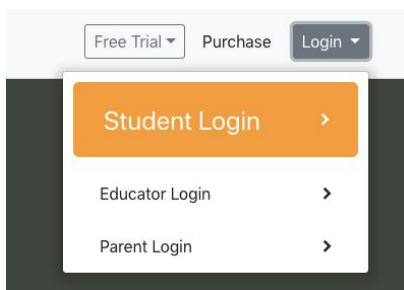 Free Trial Purchase Login
Student Login
Educator Login
Parent Login